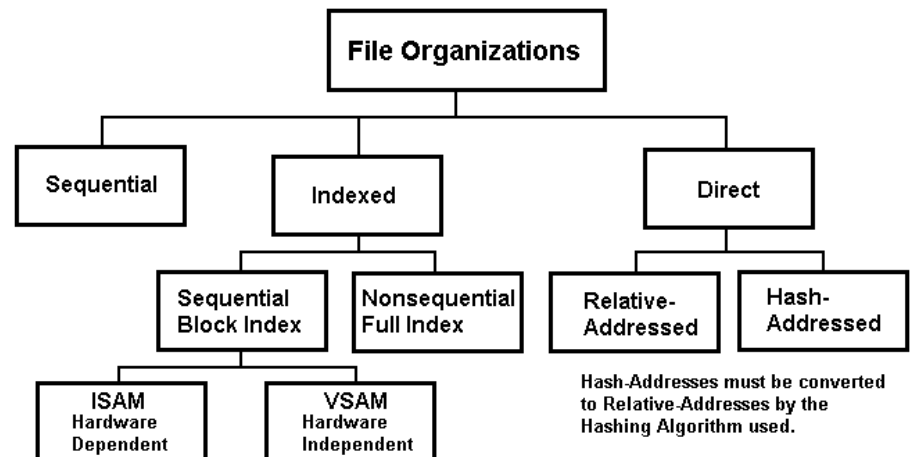 File Organizations
Sequential
Indexed
Direct
Sequential
Block Index
Nonsequential
Full Index
Relative-
Addressed
Hash-
Addressed
ISAM
Hardware
Dependent
VSAM
Hardware
Independent
Hash-Addresses must be converted
to Relative-Addresses by the
Hashing Algorithm used.